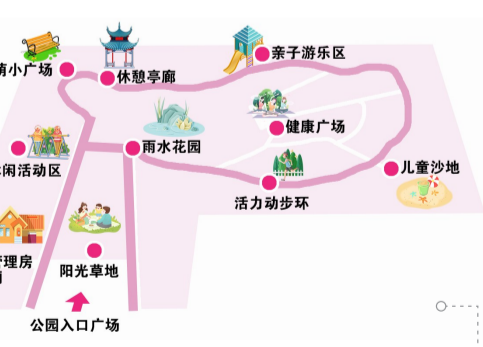 亲子游乐区
小广场
休憩亭廊
健康广场
雨水花园
闲活动区
儿童沙地
活力动步环
管理房
阳光草地
公园入口广场